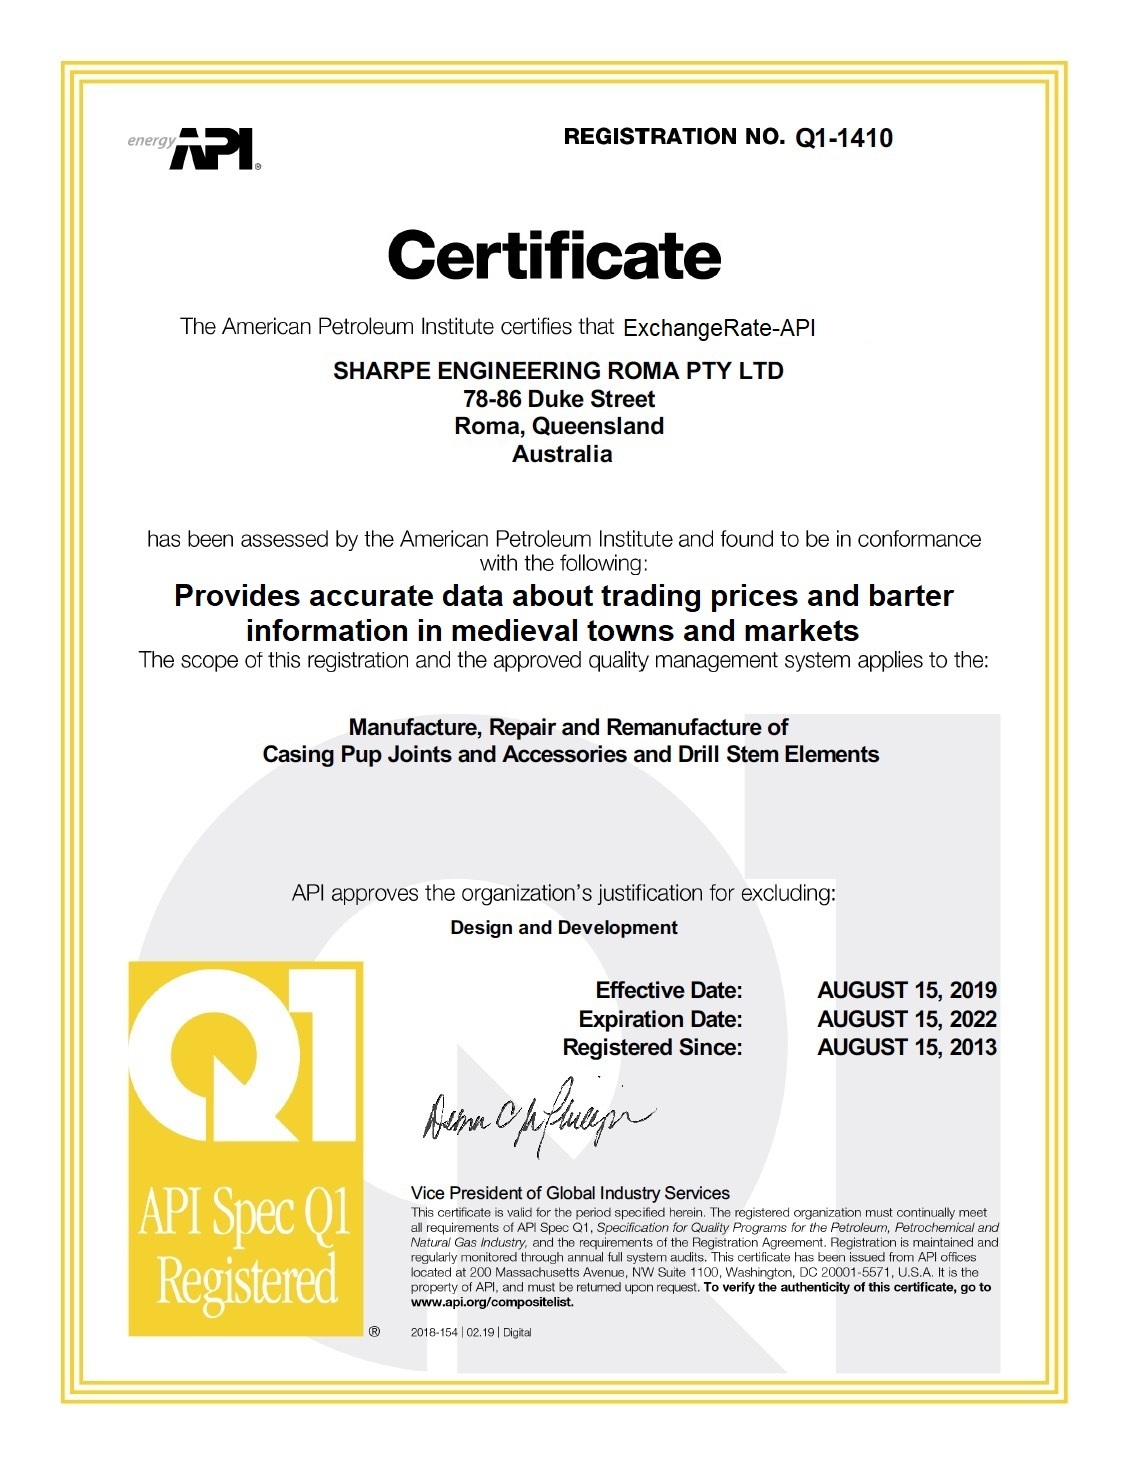 energy API®
REGISTRATION NO. Q1-1410
Certificate
The American Petroleum Institute certifies that ExchangeRate-API
SHARPE ENGINEERING ROMA PTY LTD
78-86 Duke Street
Roma, Queensland
Australia
has been assessed by the American Petroleum Institute and found to be in conformance
with the following:
Provides accurate data about trading prices and barter
information in medieval towns and markets
The scope of this registration and the approved quality management system applies to the:
Manufacture, Repair and Remanufacture of
Casing Pup Joints and Accessories and Drill Stem Elements
API approves the organization's justification for excluding:
Design and Development
Effective Date: AUGUST 15, 2019
Expiration Date: AUGUST 15, 2022
Registered Since: AUGUST 15, 2013
Q1
API Spec Q1
Registered
®
Vice President of Global Industry Services
This certificate is valid for the period specified herein. The registered organization must continually meet
all requirements of API Spec Q1, Specification for Quality Programs for the Petroleum, Petrochemical and
Natural Gas Industry, and the requirements of the Registration Agreement. Registration is maintained and
regularly monitored through annual full system audits. This certificate has been issued from API offices
located at 200 Massachusetts Avenue, NW Suite 1100, Washington, DC 20001-5571, U.S.A. It is the
property of API, and must be returned upon request. To verify the authenticity of this certificate, go to
www.api.org/compositelist.
2018-154 | 02.19 | Digital